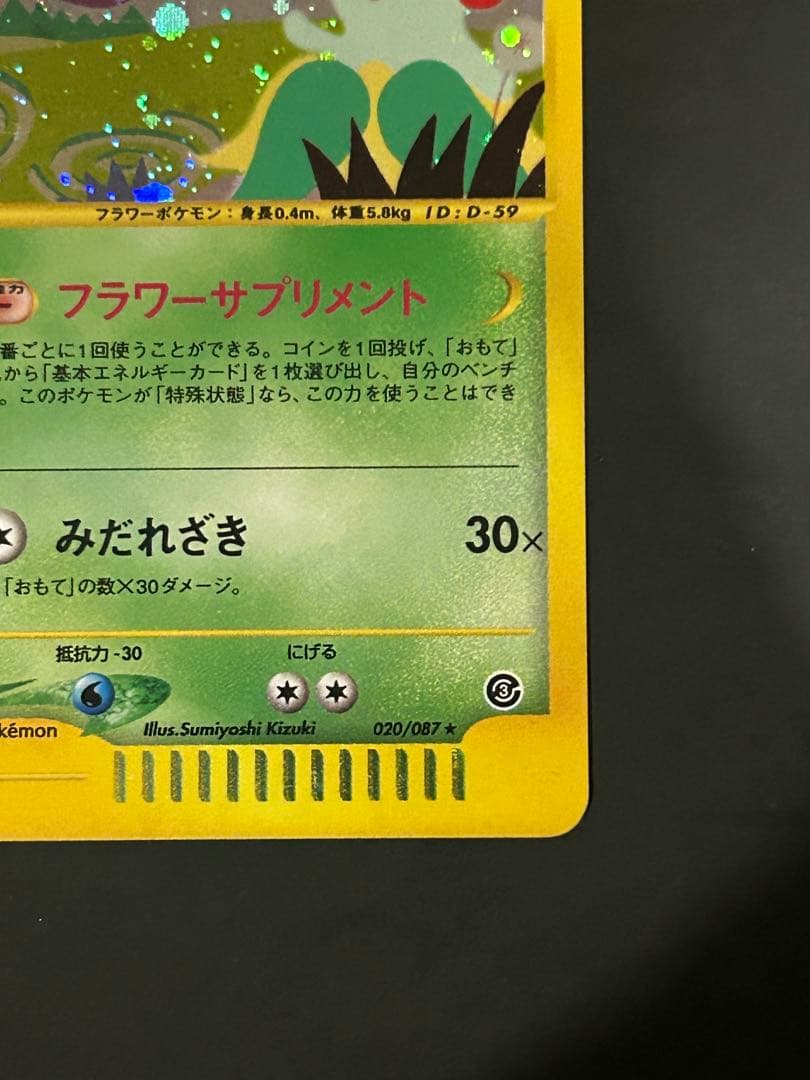 フラワーポケモン：身長0.4m、体重5.8kg ID：D-59
力
フラワーサプリメント
番ごとに1回使うことができる。コインを1回投げ、「おもて」
から「基本エネルギーカード」を1枚選び出し、自分のベンチ
。このポケモンが「特殊状態」なら、この力を使うことはでき
みだれざき 30×
「おもて」の数×30ダメージ。
抵抗力-30 にげる
3
kémon Illus.Sumiyoshi Kizuki 020/087★